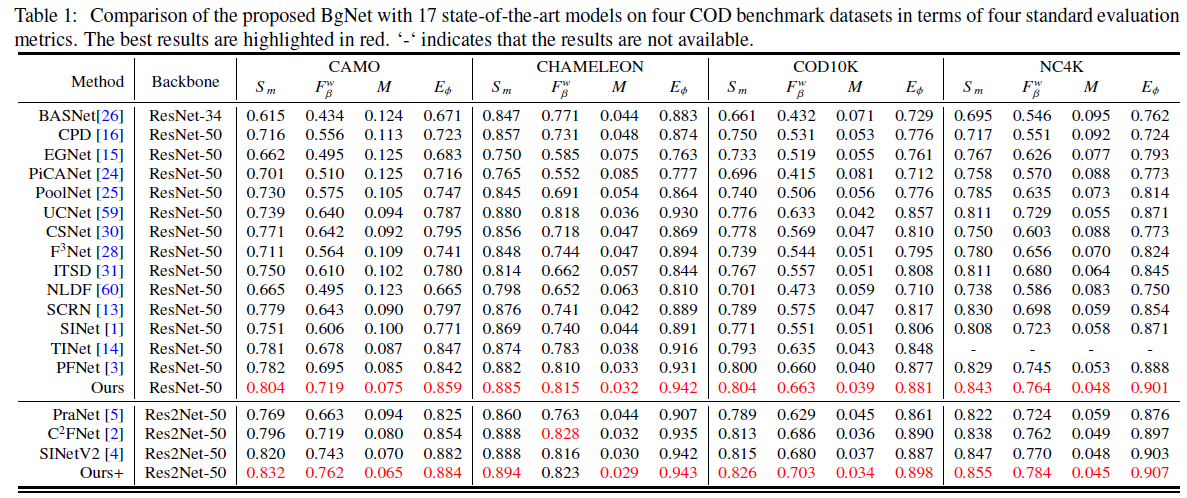 Table 1: Comparison of the proposed BgNet with 17 state-of-the-art models on four COD benchmark datasets in terms of four standard evaluation
metrics. The best results are highlighted in red. ‘-‘ indicates that the results are not available.
Method Backbone CAMO CHAMELEON COD10K NC4K
S_m F_β^w M E_ϕ S_m F_β^w M E_ϕ S_m F_β^w M E_ϕ S_m F_β^w M E_ϕ
BASNet[26] ResNet-34 0.615 0.434 0.124 0.671 0.847 0.771 0.044 0.883 0.661 0.432 0.071 0.729 0.695 0.546 0.095 0.762
CPD [16] ResNet-50 0.716 0.556 0.113 0.723 0.857 0.731 0.048 0.874 0.750 0.531 0.053 0.776 0.717 0.551 0.092 0.724
EGNet [15] ResNet-50 0.662 0.495 0.125 0.683 0.750 0.585 0.075 0.763 0.733 0.519 0.055 0.761 0.767 0.626 0.077 0.793
PiCANet [24] ResNet-50 0.701 0.510 0.125 0.716 0.765 0.552 0.085 0.777 0.696 0.415 0.081 0.712 0.758 0.570 0.088 0.773
PoolNet [25] ResNet-50 0.730 0.575 0.105 0.747 0.845 0.691 0.054 0.864 0.740 0.506 0.056 0.776 0.785 0.635 0.073 0.814
UCNet [59] ResNet-50 0.739 0.640 0.094 0.787 0.880 0.818 0.036 0.930 0.776 0.633 0.042 0.857 0.811 0.729 0.055 0.871
CSNet [30] ResNet-50 0.771 0.642 0.092 0.795 0.856 0.718 0.047 0.869 0.778 0.569 0.047 0.810 0.750 0.603 0.088 0.773
F³Net [28] ResNet-50 0.711 0.564 0.109 0.741 0.848 0.744 0.047 0.894 0.739 0.544 0.051 0.795 0.780 0.656 0.070 0.824
ITSD [31] ResNet-50 0.750 0.610 0.102 0.780 0.814 0.662 0.057 0.844 0.767 0.557 0.051 0.808 0.811 0.680 0.064 0.845
NLDF [60] ResNet-50 0.665 0.495 0.123 0.665 0.798 0.652 0.063 0.810 0.701 0.473 0.059 0.710 0.738 0.586 0.083 0.750
SCRN [13] ResNet-50 0.779 0.643 0.090 0.797 0.876 0.741 0.042 0.889 0.789 0.575 0.047 0.817 0.830 0.698 0.059 0.854
SINet [1] ResNet-50 0.751 0.606 0.100 0.771 0.869 0.740 0.044 0.891 0.771 0.551 0.051 0.806 0.808 0.723 0.058 0.871
TINet [14] ResNet-50 0.781 0.678 0.087 0.847 0.874 0.783 0.038 0.916 0.793 0.635 0.043 0.848 - - - -
PFNet [3] ResNet-50 0.782 0.695 0.085 0.842 0.882 0.810 0.033 0.931 0.800 0.660 0.040 0.877 0.829 0.745 0.053 0.888
Ours ResNet-50 0.804 0.719 0.075 0.859 0.885 0.815 0.032 0.942 0.804 0.663 0.039 0.881 0.843 0.764 0.048 0.901
PraNet [5] Res2Net-50 0.769 0.663 0.094 0.825 0.860 0.763 0.044 0.907 0.789 0.629 0.045 0.861 0.822 0.724 0.059 0.876
C²FNet [2] Res2Net-50 0.796 0.719 0.080 0.854 0.888 0.828 0.032 0.935 0.813 0.686 0.036 0.890 0.838 0.762 0.049 0.897
SINetV2 [4] Res2Net-50 0.820 0.743 0.070 0.882 0.888 0.816 0.030 0.942 0.815 0.680 0.037 0.887 0.847 0.770 0.048 0.903
Ours+ Res2Net-50 0.832 0.762 0.065 0.884 0.894 0.823 0.029 0.943 0.826 0.703 0.034 0.898 0.855 0.784 0.045 0.907